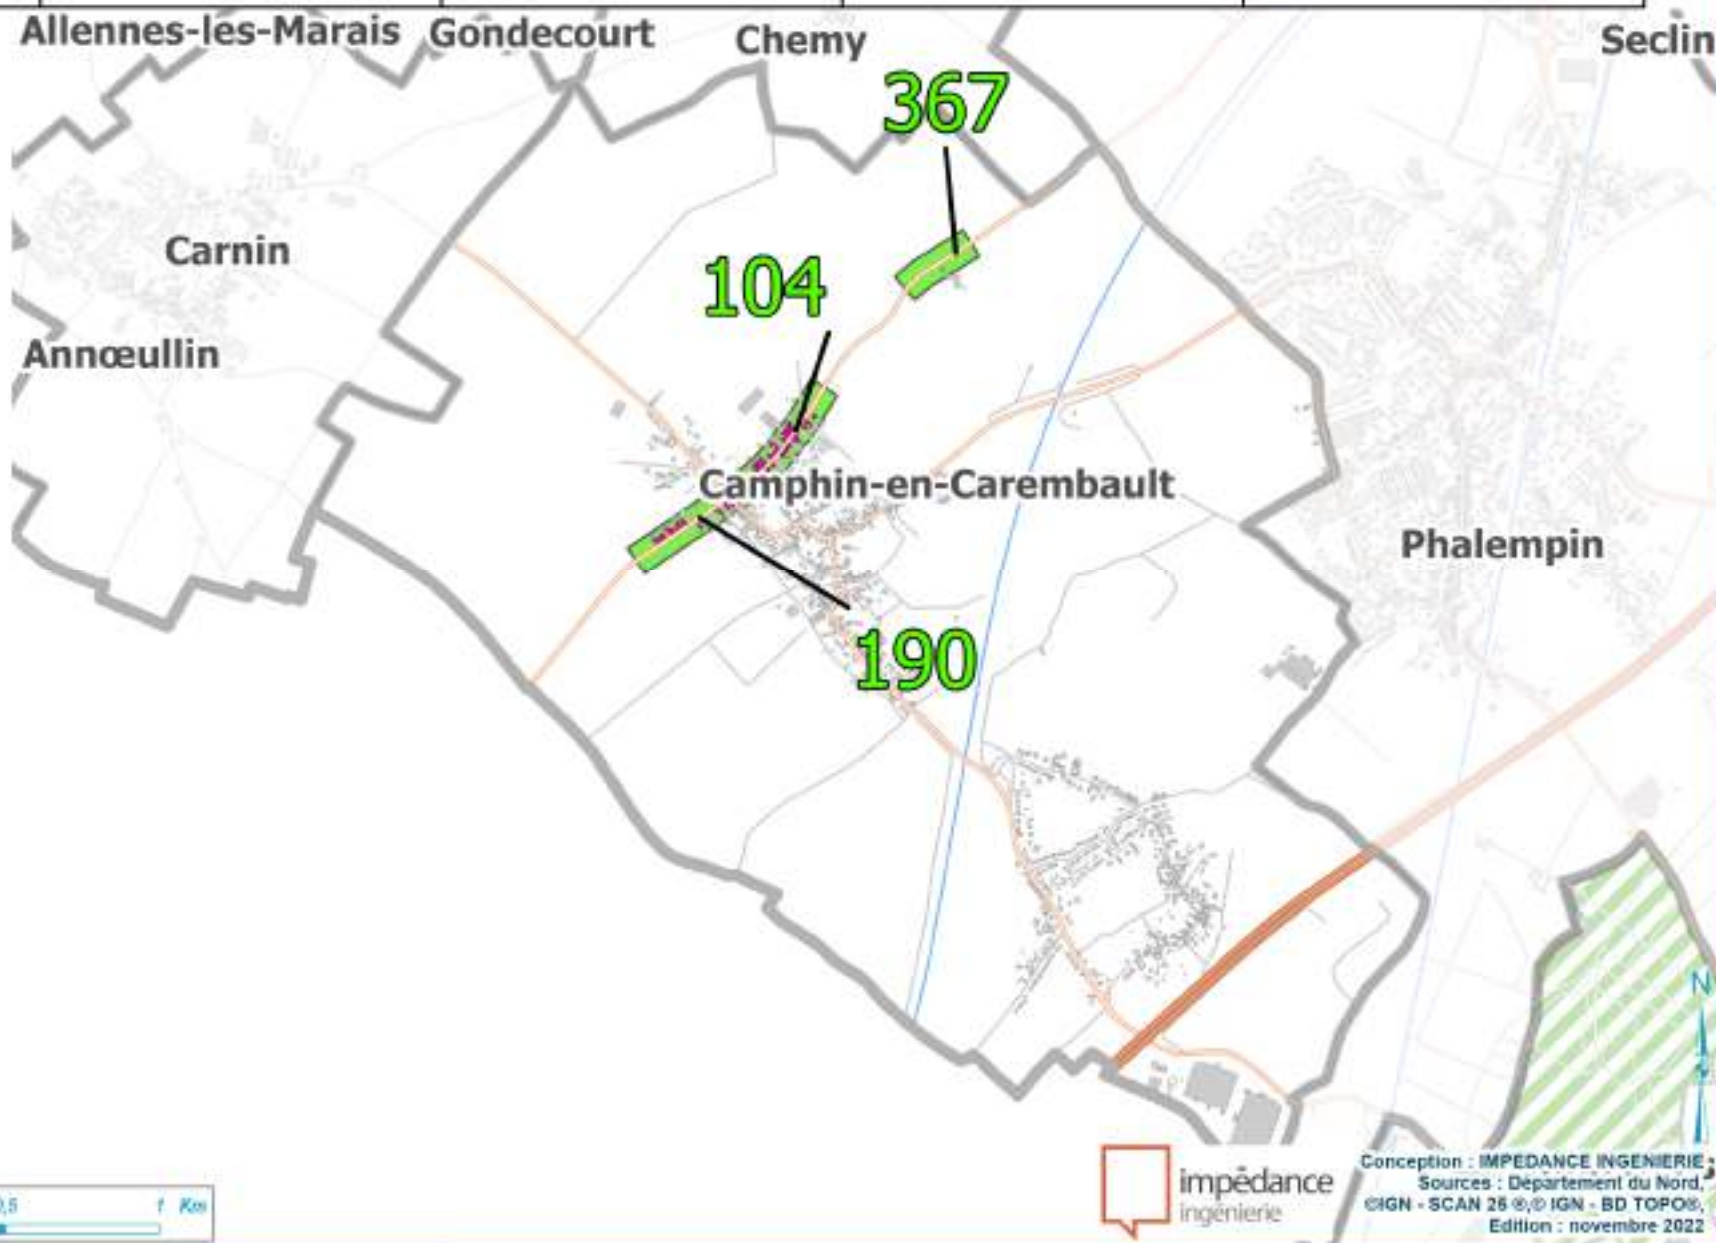 Allennes-les-Marais
Gondecourt
Chemy
Seclin
367
Carnin
104
Annœullin
Camphin-en-Carembault
Phalempin
190
N
impédance
ingénierie
Conception : IMPEDANCE INGENIERIE
Sources : Département du Nord,
©IGN - SCAN 25 ®,© IGN - BD TOPO®,
Edition : novembre 2022
1 Km